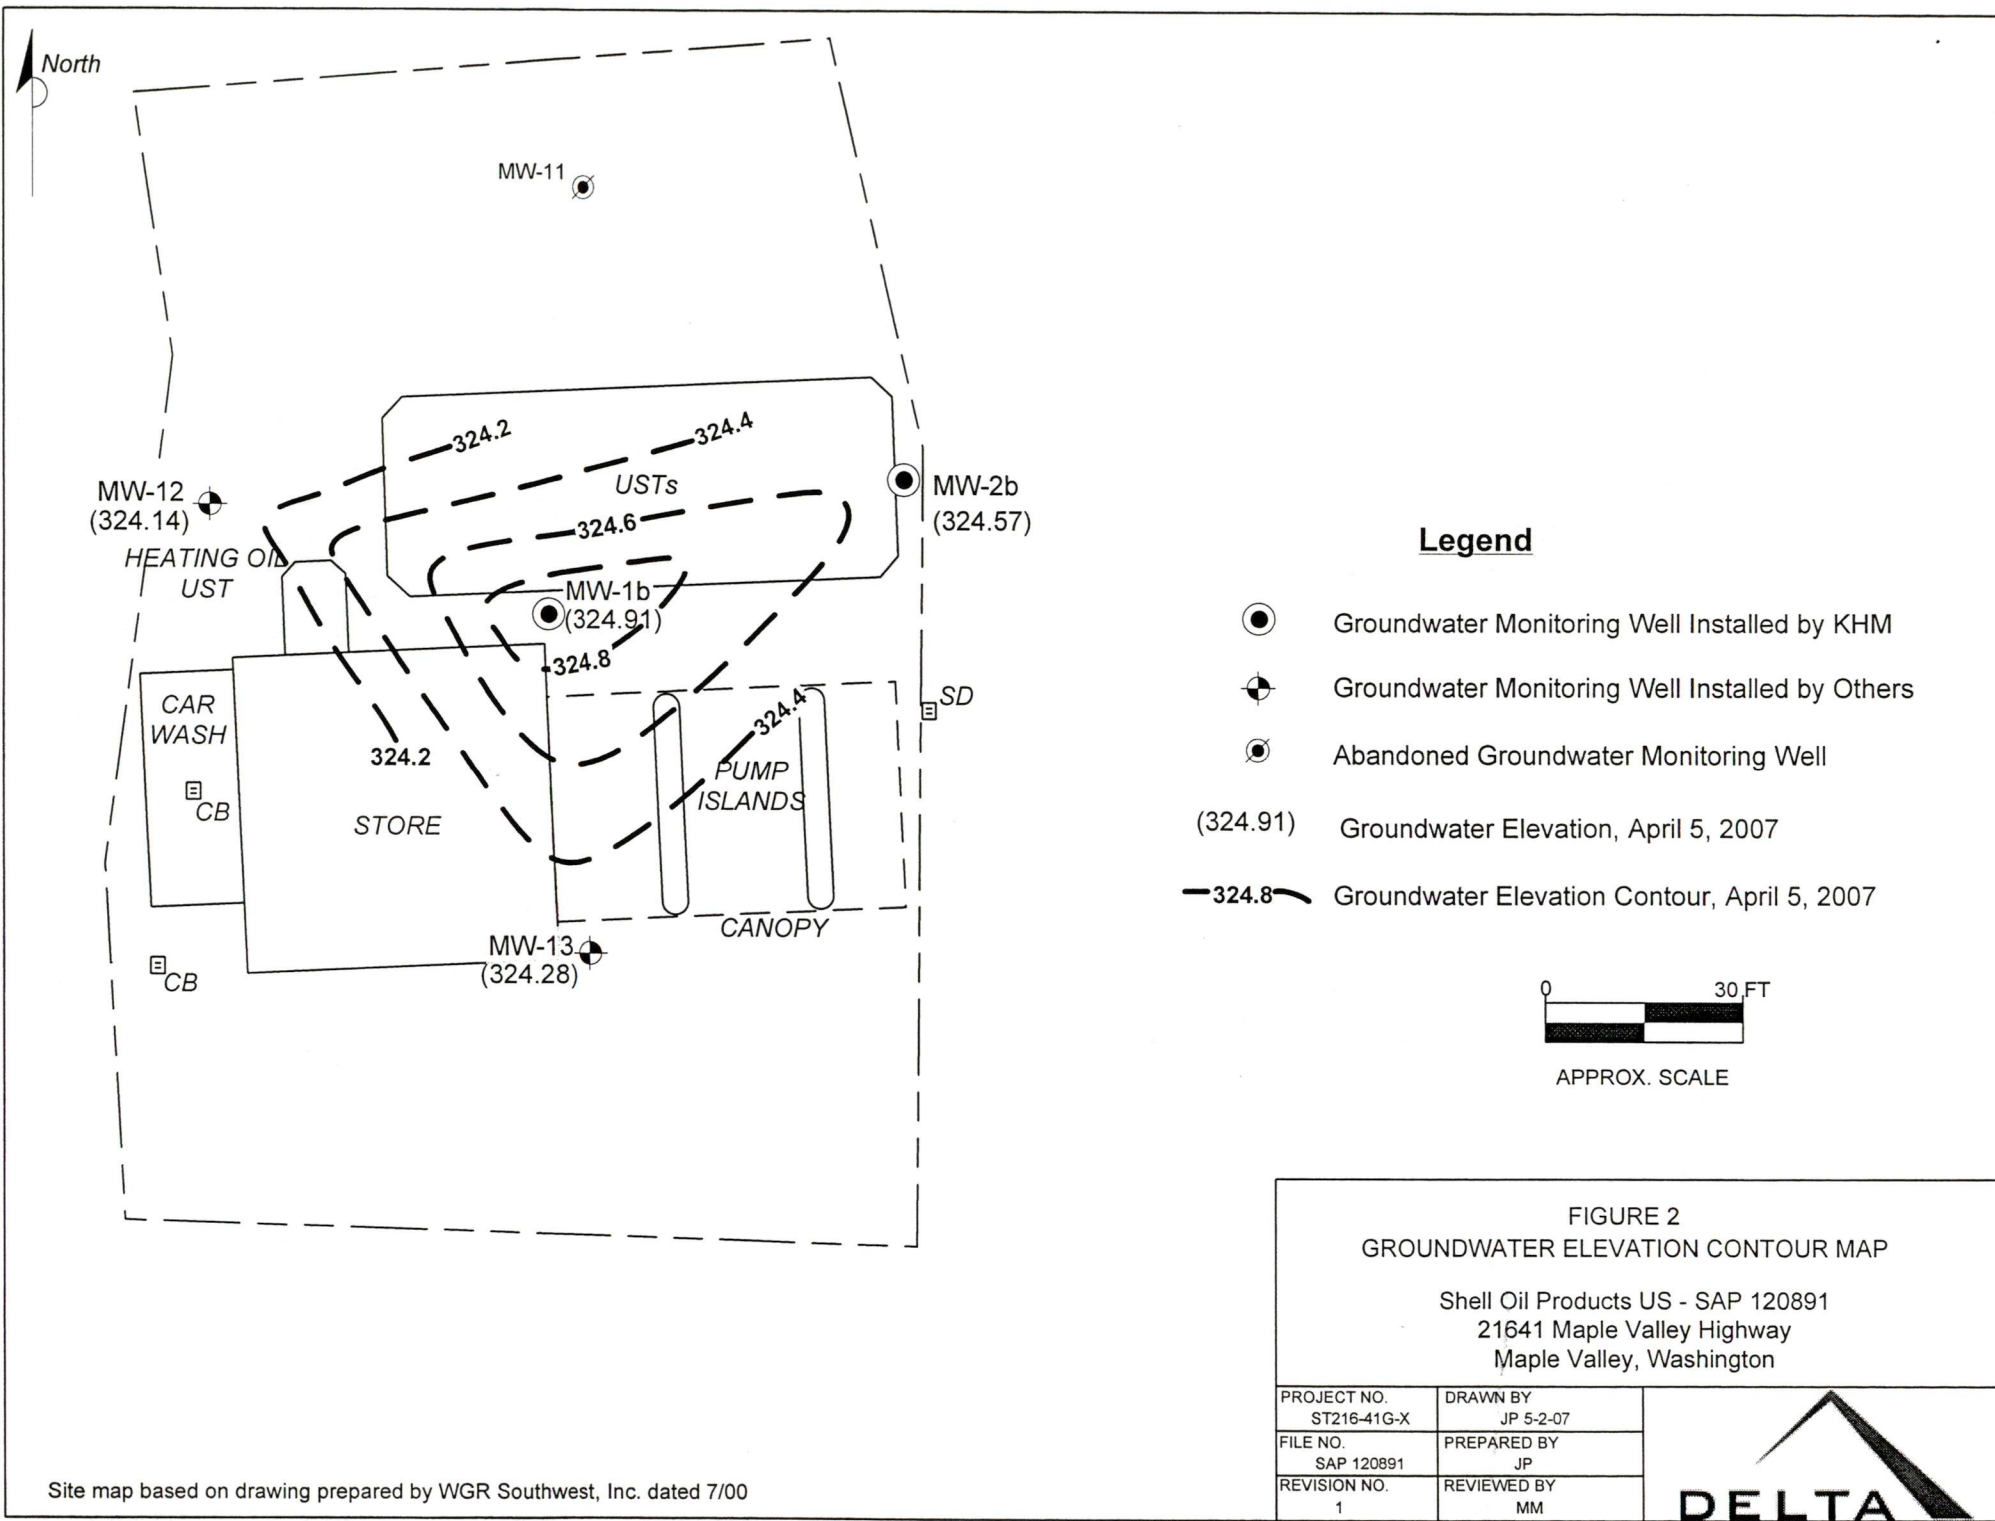 North
MW-11
324.2
324.4
USTs
MW-12
(324.14)
MW-2b
(324.57)
324.6
HEATING OIL
UST
MW-1b
(324.91)
324.8
CAR
WASH
324.2
324.4
SD
PUMP
ISLANDS
CB
STORE
CANOPY
MW-13
(324.28)
CB
Legend
Groundwater Monitoring Well Installed by KHM
Groundwater Monitoring Well Installed by Others
Abandoned Groundwater Monitoring Well
(324.91) Groundwater Elevation, April 5, 2007
324.8 Groundwater Elevation Contour, April 5, 2007
0 30 FT
APPROX. SCALE
FIGURE 2
GROUNDWATER ELEVATION CONTOUR MAP
Shell Oil Products US - SAP 120891
21641 Maple Valley Highway
Maple Valley, Washington
PROJECT NO.
ST216-41G-X
DRAWN BY
JP 5-2-07
FILE NO.
SAP 120891
PREPARED BY
JP
REVISION NO.
1
REVIEWED BY
MM
DELTA
Site map based on drawing prepared by WGR Southwest, Inc. dated 7/00